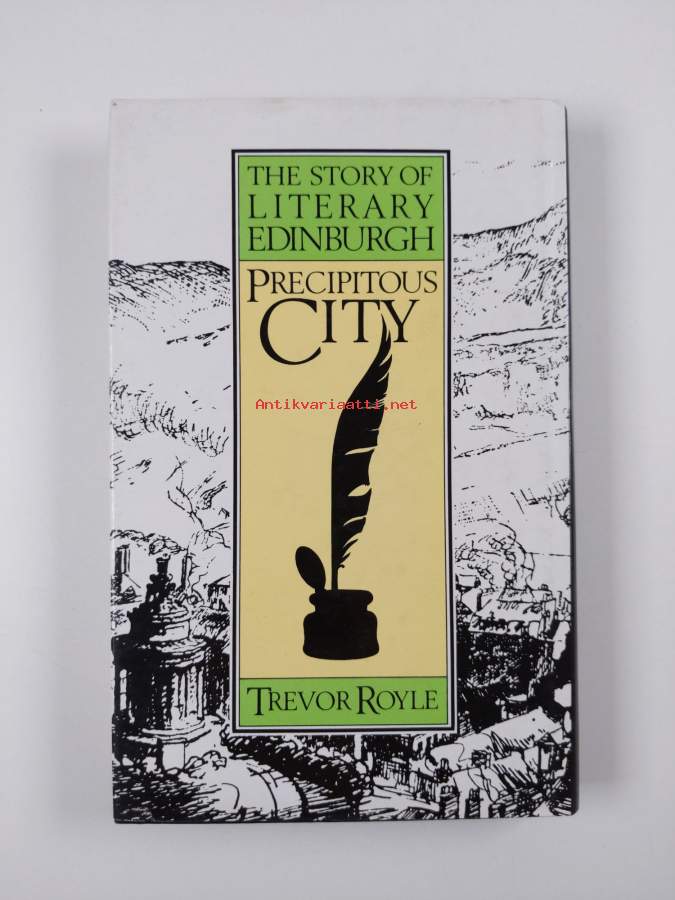 THE STORY OF
LITERARY
EDINBURGH
PRECIPITOUS
CITY
Antikvariaatti.net
TREVOR ROYLE